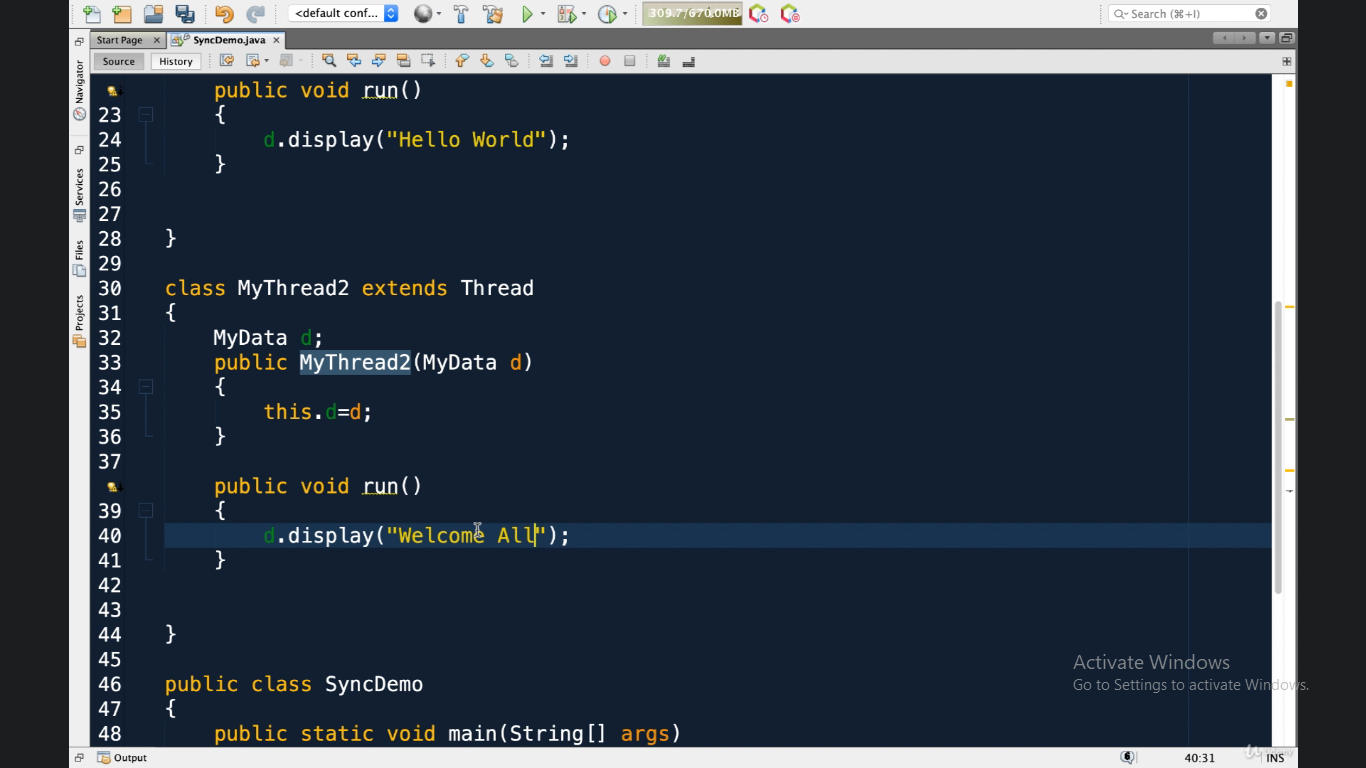 <default conf...
309.7/670.0MB
Search (⌘+I)
Start Page
SyncDemo.java
Source
History
Navigator
Services
Files
Projects
public void run()
23 {
24 d.display("Hello World");
25 }
26
27
28 }
29
30 class MyThread2 extends Thread
31 {
32 MyData d;
33 public MyThread2(MyData d)
34 {
35 this.d=d;
36 }
37
public void run()
39 {
40 d.display("Welcome All");
41 }
42
43
44 }
45
46 public class SyncDemo
47 {
48 public static void main(String[] args)
Activate Windows
Go to Settings to activate Windows.
Output
6
40:31
INS